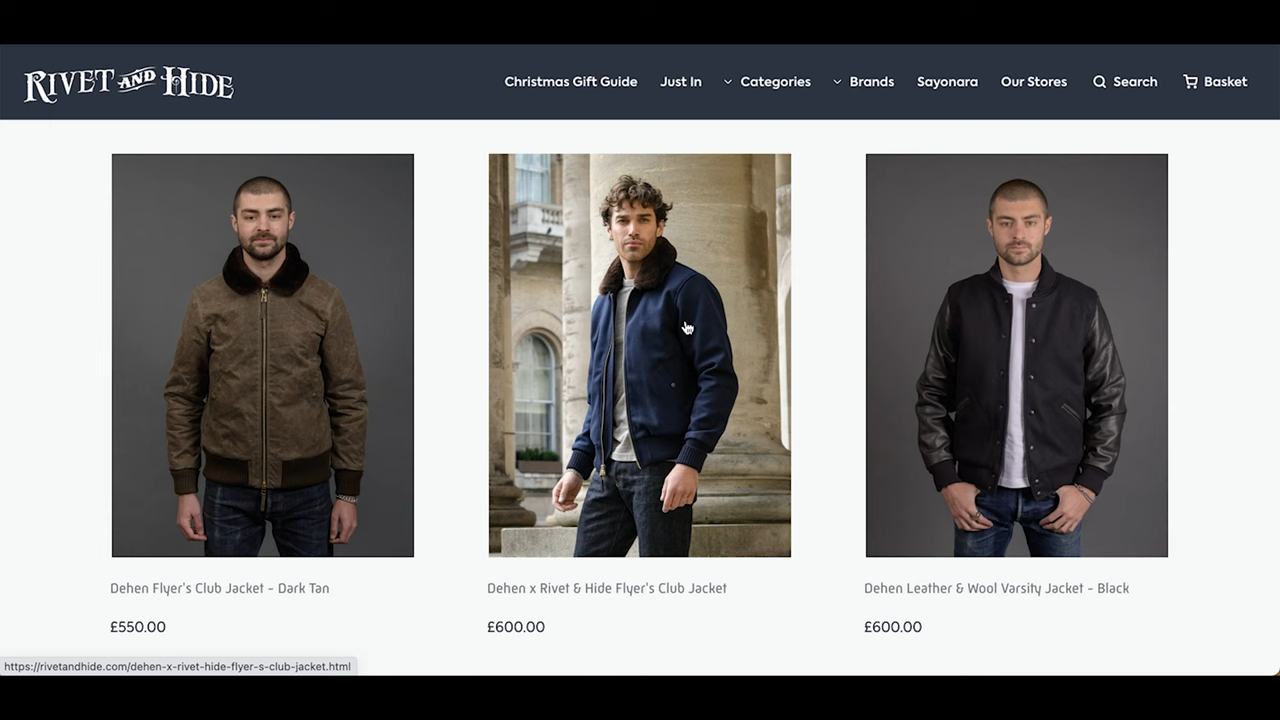 RIVET AND HIDE
Christmas Gift Guide Just In Categories Brands Sayonara Our Stores Search Basket
Dehen Flyer's Club Jacket - Dark Tan
£550.00
Dehen x Rivet & Hide Flyer's Club Jacket
£600.00
Dehen Leather & Wool Varsity Jacket - Black
£600.00
https://rivetandhide.com/dehen-x-rivet-hide-flyer-s-club-jacket.html